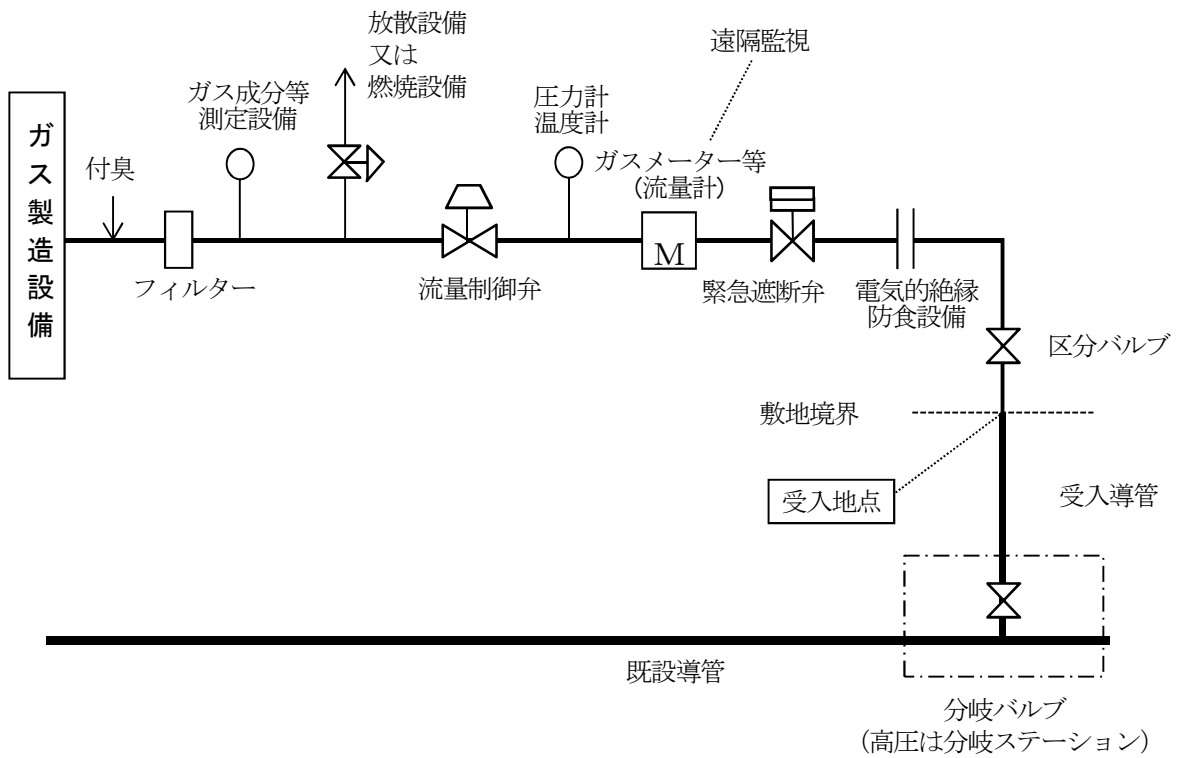 放散設備
又は
燃焼設備
遠隔監視
ガス成分等
測定設備
圧力計
温度計
ガスメーター等
(流量計)
付臭
ガス製造設備
M
フィルター
流量制御弁
緊急遮断弁
電気的絶縁
防食設備
区分バルブ
敷地境界
受入地点
受入導管
既設導管
分岐バルブ
(高圧は分岐ステーション)